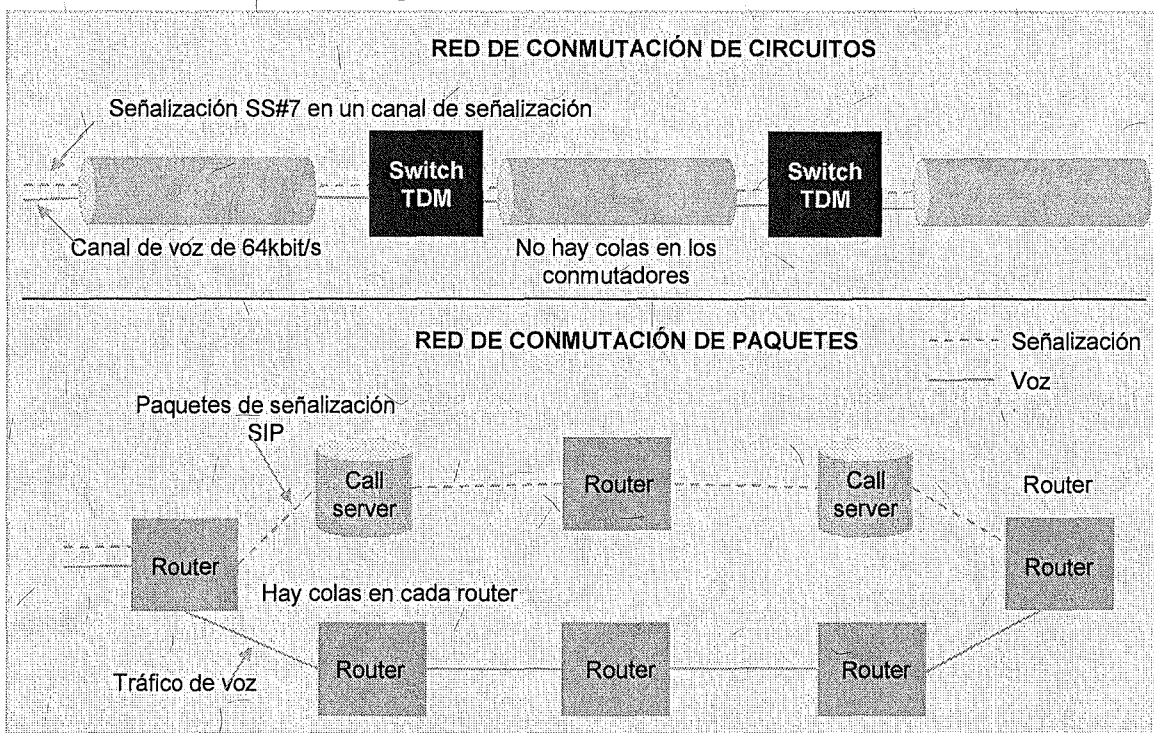 RED DE CONMUTACIÓN DE CIRCUITOS
Señalización SS#7 en un canal de señalización
Switch
TDM
Switch
TDM
Canal de voz de 64kbit/s
No hay colas en los
conmutadores
RED DE CONMUTACIÓN DE PAQUETES
Señalización
Voz
Paquetes de señalización
SIP
Call
server
Router
Call
server
Router
Router
Router
Hay colas en cada router
Router
Router
Router
Tráfico de voz